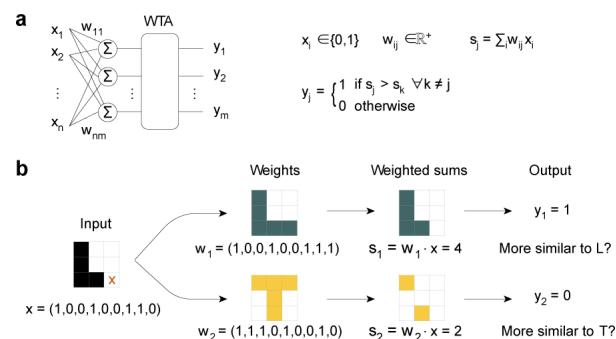 a
WTA
x₁ w₁₁ Σ y₁
x₂ Σ y₂
⋮ ⋮ ⋮ ⋮
xₙ wₙₘ Σ yₘ
xᵢ ∈{0,1} wᵢⱼ ∈ℝ⁺ sⱼ = ∑ᵢwᵢⱼxᵢ
yⱼ = { 1 if sⱼ > sₖ ∀k ≠ j
0 otherwise
b
Weights Weighted sums Output
Input
x
x = (1,0,0,1,0,0,1,1,0)
w₁ = (1,0,0,1,0,0,1,1,1) s₁ = w₁ · x = 4
y₁ = 1
More similar to L?
w₂ = (1,1,1,0,1,0,0,1,0) s₂ = w₂ · x = 2
y₂ = 0
More similar to T?